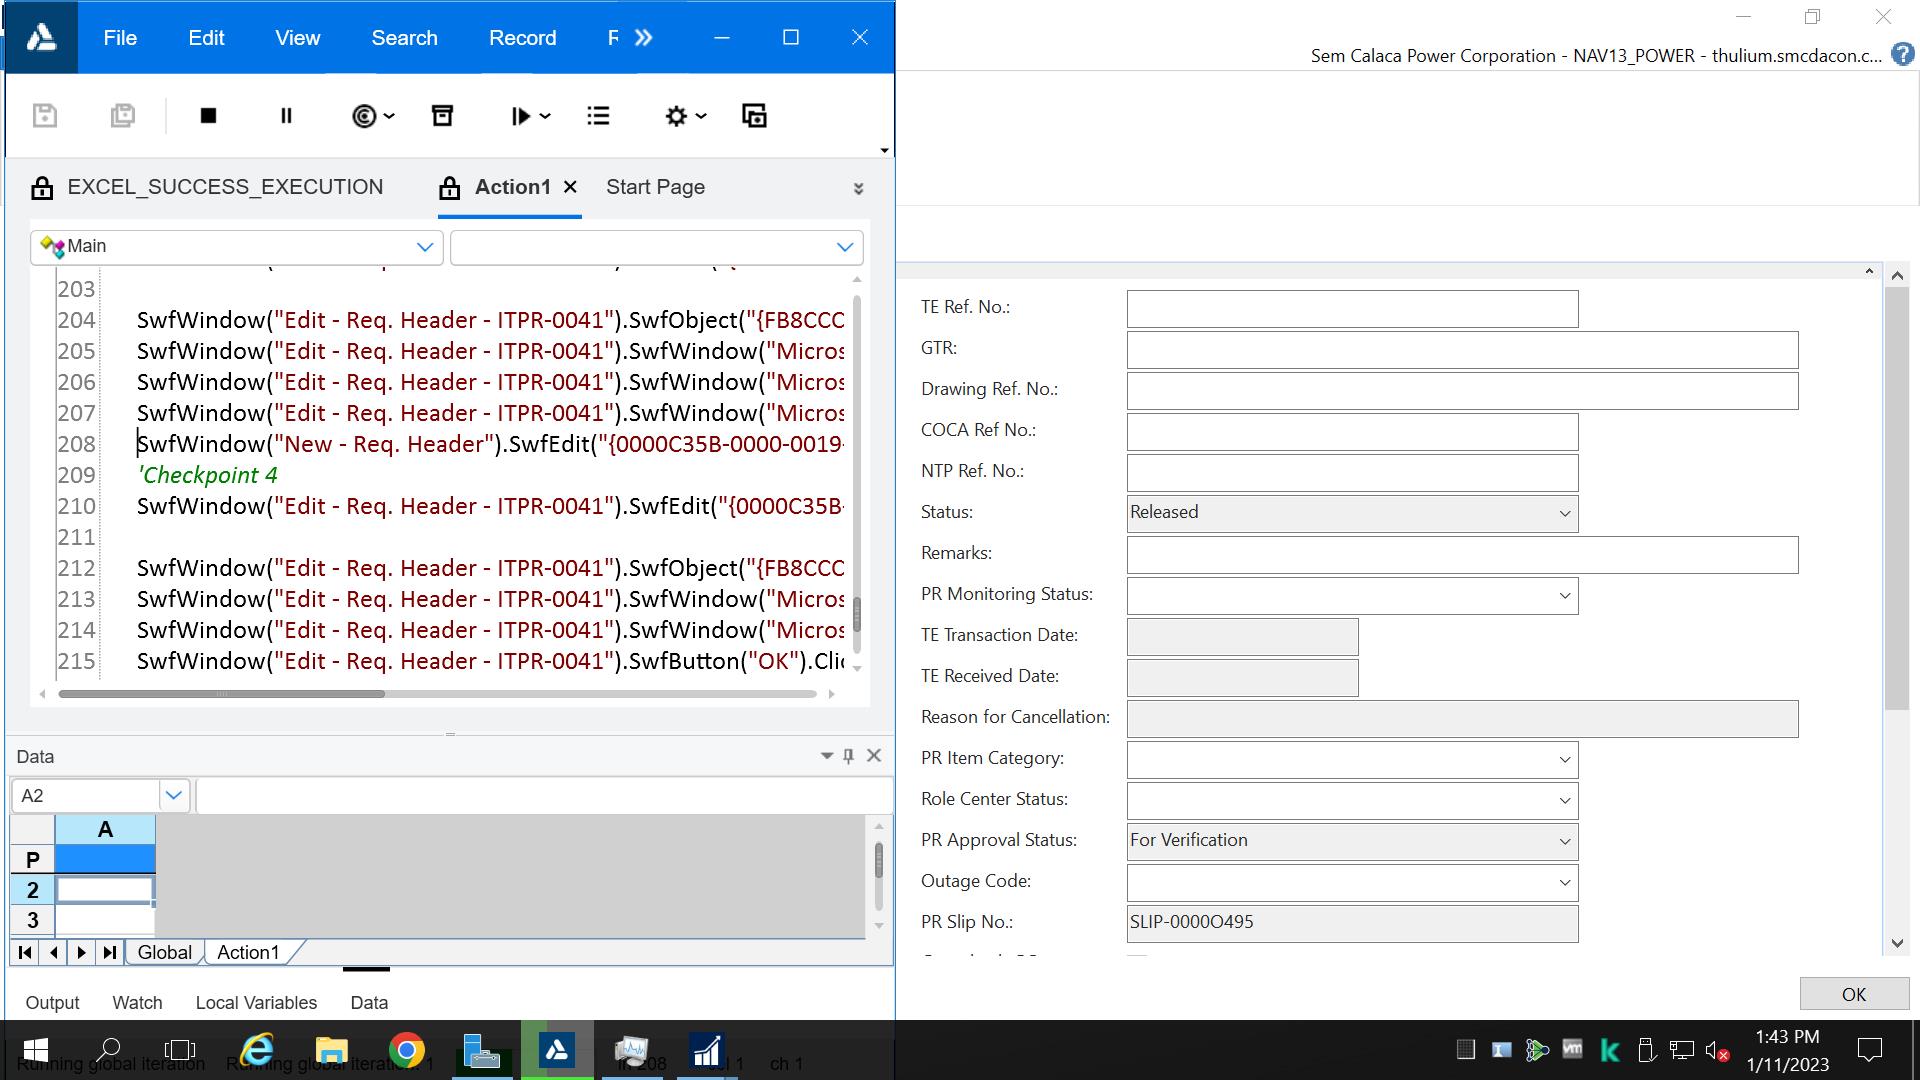 File Edit View Search Record
Sem Calaca Power Corporation - NAV13_POWER - thulium.smcdacon.c...
EXCEL_SUCCESS_EXECUTION Action1 Start Page
Main
203
204 SwfWindow("Edit - Req. Header - ITPR-0041").SwfObject("{FB8CCC
205 SwfWindow("Edit - Req. Header - ITPR-0041").SwfWindow("Micros
206 SwfWindow("Edit - Req. Header - ITPR-0041").SwfWindow("Micros
207 SwfWindow("Edit - Req. Header - ITPR-0041").SwfWindow("Micros
208 SwfWindow("New - Req. Header").SwfEdit("{0000C35B-0000-0019-
209 'Checkpoint 4
210 SwfWindow("Edit - Req. Header - ITPR-0041").SwfEdit("{0000C35B-
211
212 SwfWindow("Edit - Req. Header - ITPR-0041").SwfObject("{FB8CCC
213 SwfWindow("Edit - Req. Header - ITPR-0041").SwfWindow("Micros
214 SwfWindow("Edit - Req. Header - ITPR-0041").SwfWindow("Micros
215 SwfWindow("Edit - Req. Header - ITPR-0041").SwfButton("OK").Clic
Data
A2
A
P
2
3
Global Action1
Output Watch Local Variables Data
TE Ref. No.:
GTR:
Drawing Ref. No.:
COCA Ref No.:
NTP Ref. No.:
Status: Released
Remarks:
PR Monitoring Status:
TE Transaction Date:
TE Received Date:
Reason for Cancellation:
PR Item Category:
Role Center Status:
PR Approval Status: For Verification
Outage Code:
PR Slip No.: SLIP-0000O495
OK
Running global iteration Running global iteration: 1 ln 208 col 1 ch 1
1:43 PM
1/11/2023